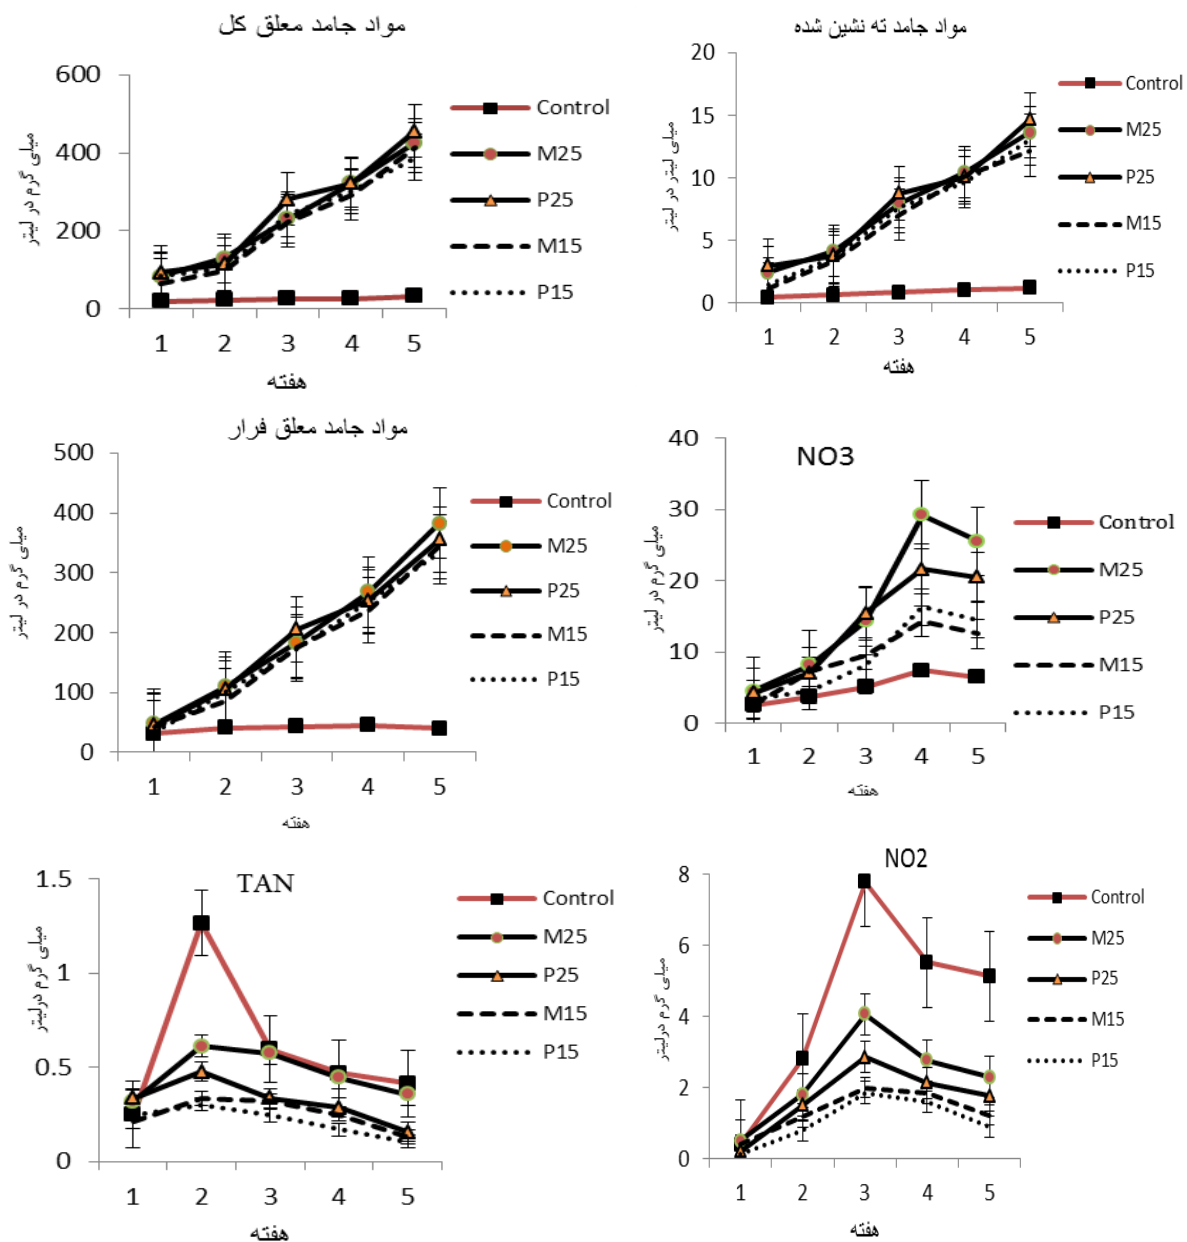 مواد جامد معلق کل
600
400
200
0
میلی گرم در لیتر
1 2 3 4 5
هفته
Control
M25
P25
M15
P15
مواد جامد ته نشین شده
20
15
10
5
0
میلی لیتر در لیتر
1 2 3 4 5
هفته
Control
M25
P25
M15
P15
مواد جامد معلق فرار
500
400
300
200
100
0
میلی گرم در لیتر
1 2 3 4 5
هفته
Control
M25
P25
M15
P15
NO3
40
30
20
10
0
میلی گرم در لیتر
1 2 3 4 5
هفته
Control
M25
P25
M15
P15
TAN
1.5
1
0.5
0
میلی گرم درلیتر
1 2 3 4 5
هفته
Control
M25
P25
M15
P15
NO2
8
6
4
2
0
میلی گرم درلیتر
1 2 3 4 5
هفته
Control
M25
P25
M15
P15